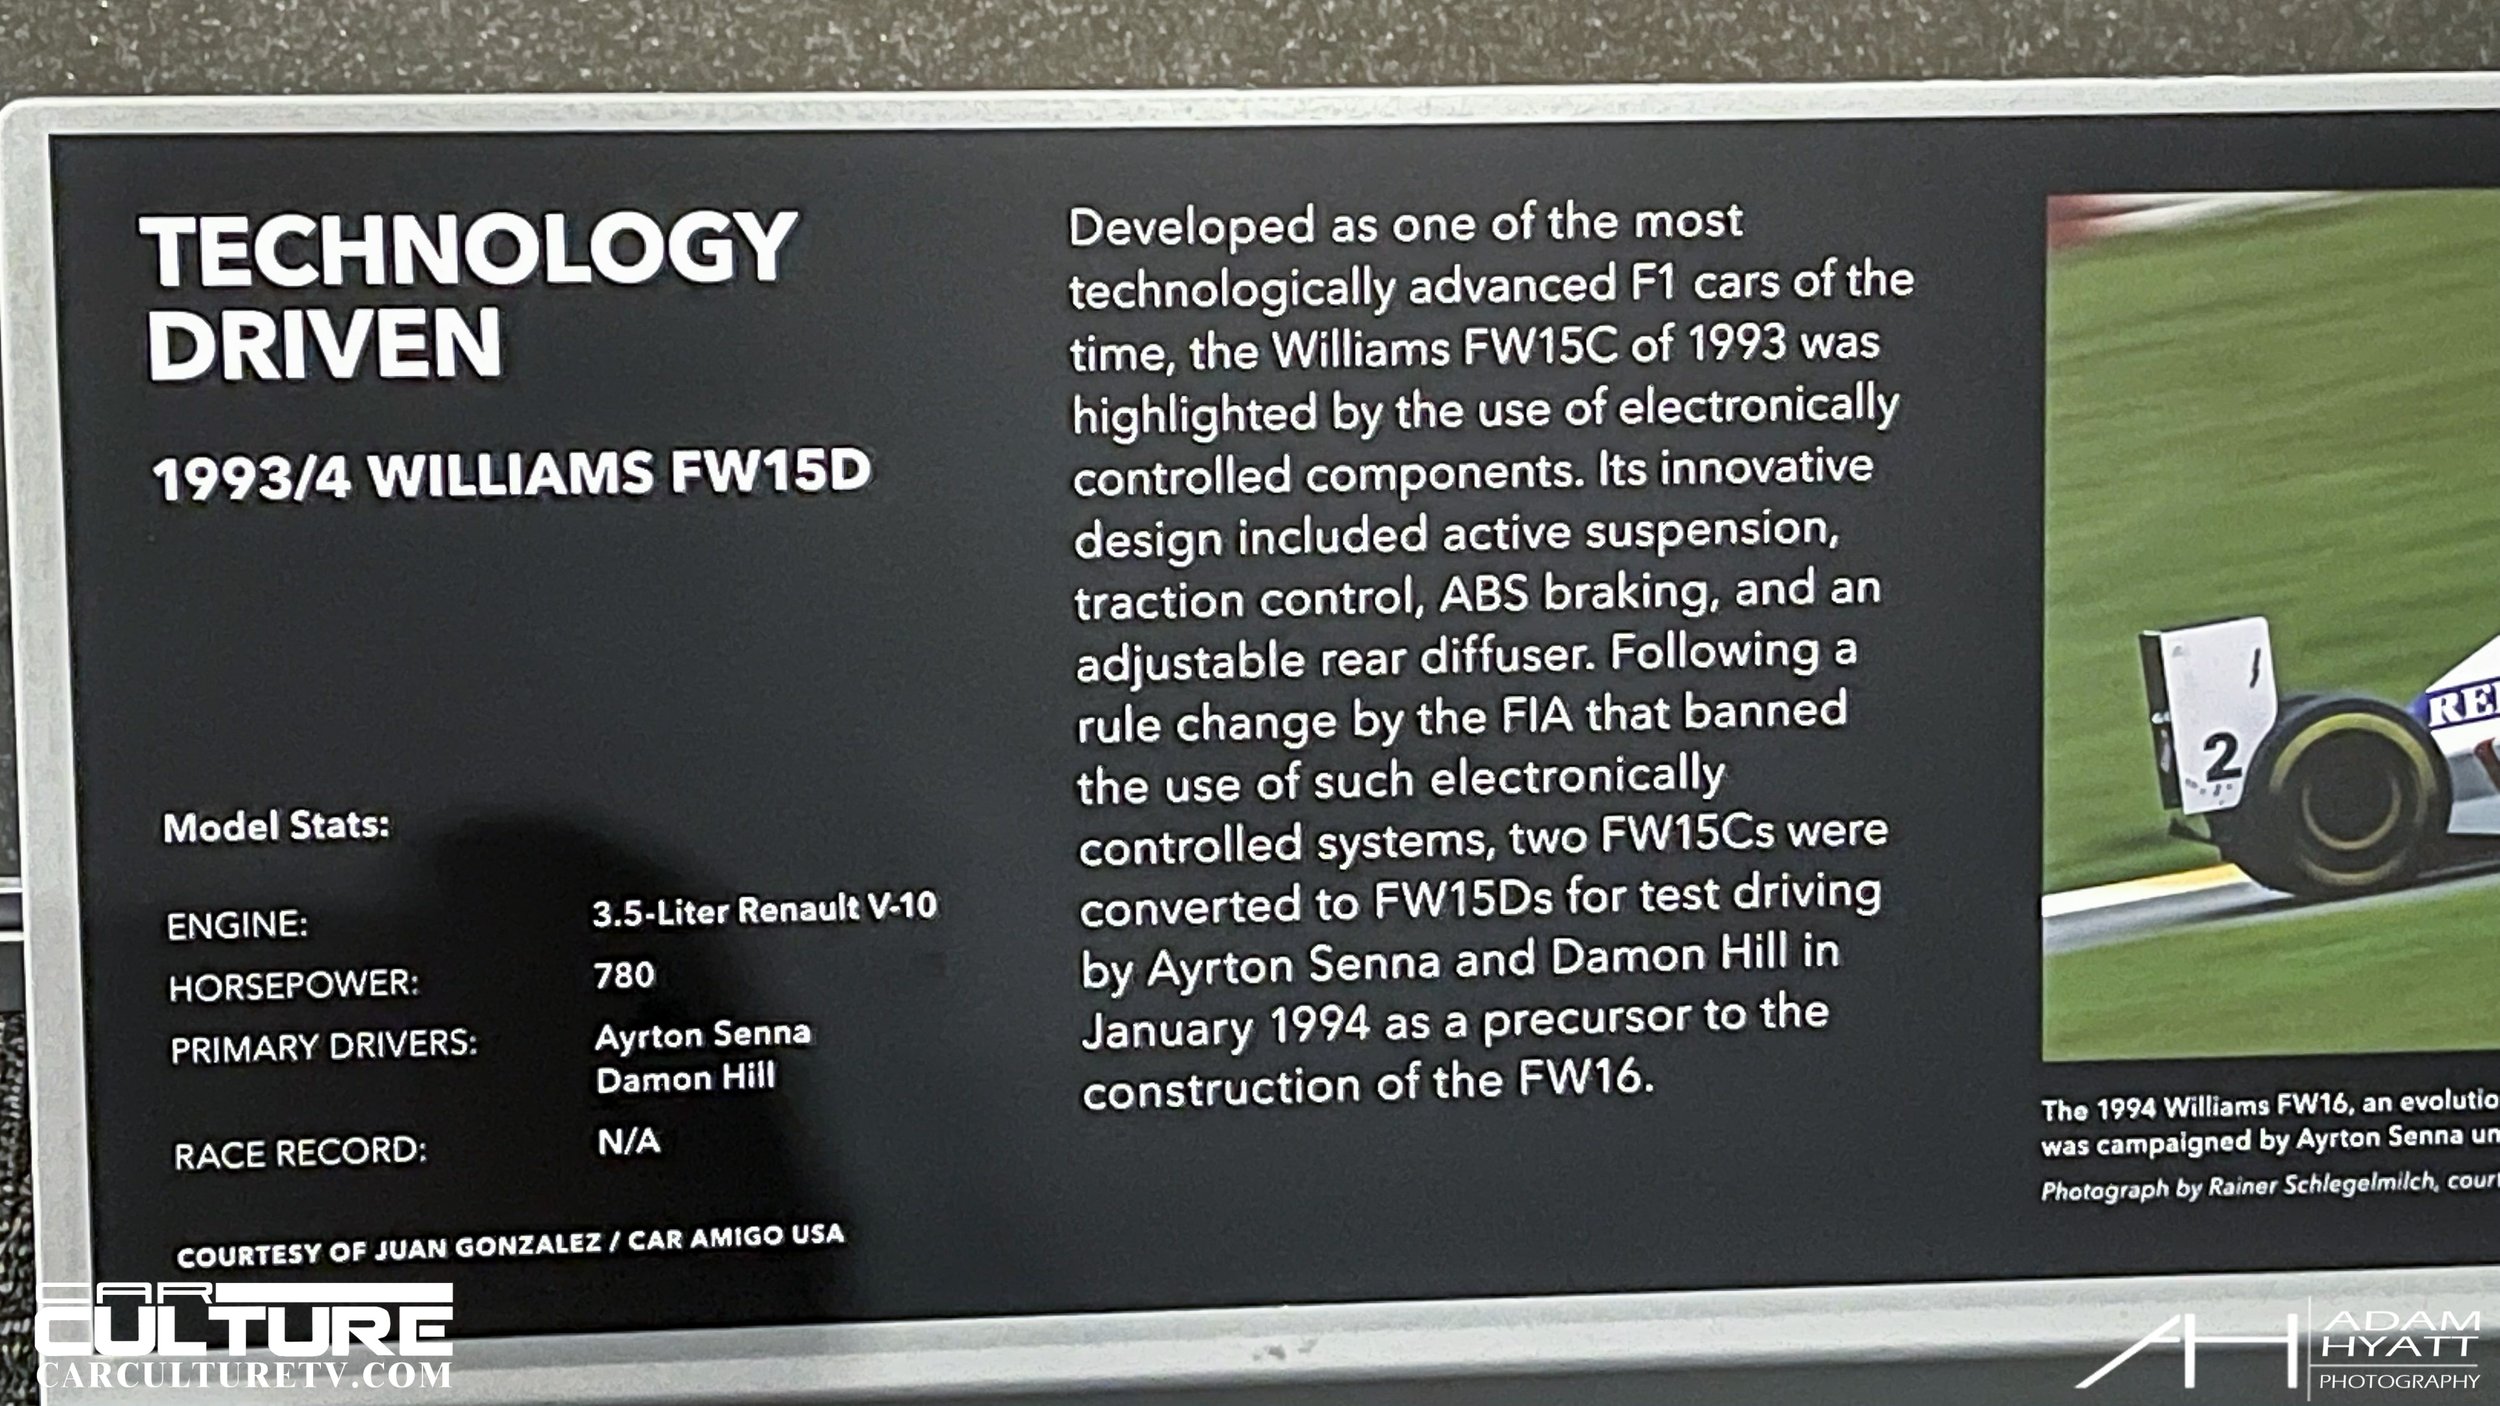 TECHNOLOGY
DRIVEN
1993/4 WILLIAMS FW15D
Model Stats:
ENGINE: 3.5-Liter Renault V-10
HORSEPOWER: 780
PRIMARY DRIVERS: Ayrton Senna
Damon Hill
RACE RECORD: N/A
COURTESY OF JUAN GONZALEZ / CAR AMIGO USA
Developed as one of the most
technologically advanced F1 cars of the
time, the Williams FW15C of 1993 was
highlighted by the use of electronically
controlled components. Its innovative
design included active suspension,
traction control, ABS braking, and an
adjustable rear diffuser. Following a
rule change by the FIA that banned
the use of such electronically
controlled systems, two FW15Cs were
converted to FW15Ds for test driving
by Ayrton Senna and Damon Hill in
January 1994 as a precursor to the
construction of the FW16.
2
The 1994 Williams FW16, an
was campaigned by Ayrton Senna
Photograph by Rainer Schlegelmilch,
CAR
CULTURE
CARCULTURETV.COM
AH
ADAM
HYATT
PHOTOGRAPHY